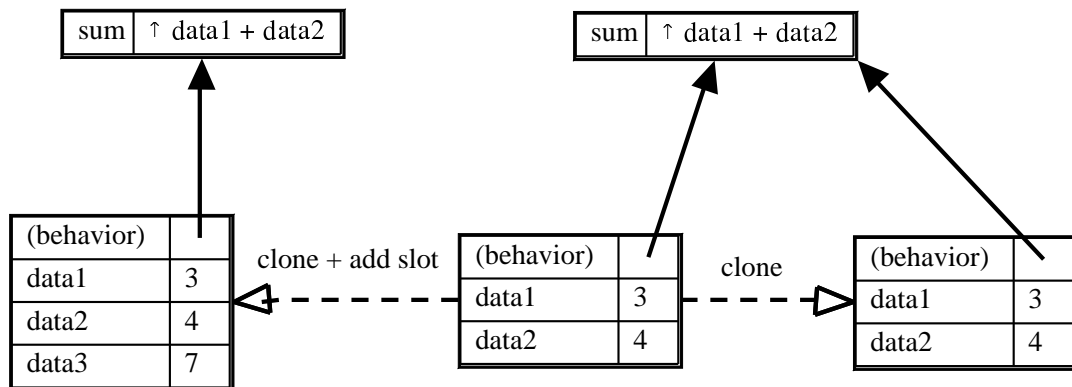 sum ↑ data1 + data2
sum ↑ data1 + data2
(behavior)
data1 3
data2 4
data3 7
clone + add slot
(behavior)
data1 3
data2 4
clone
(behavior)
data1 3
data2 4